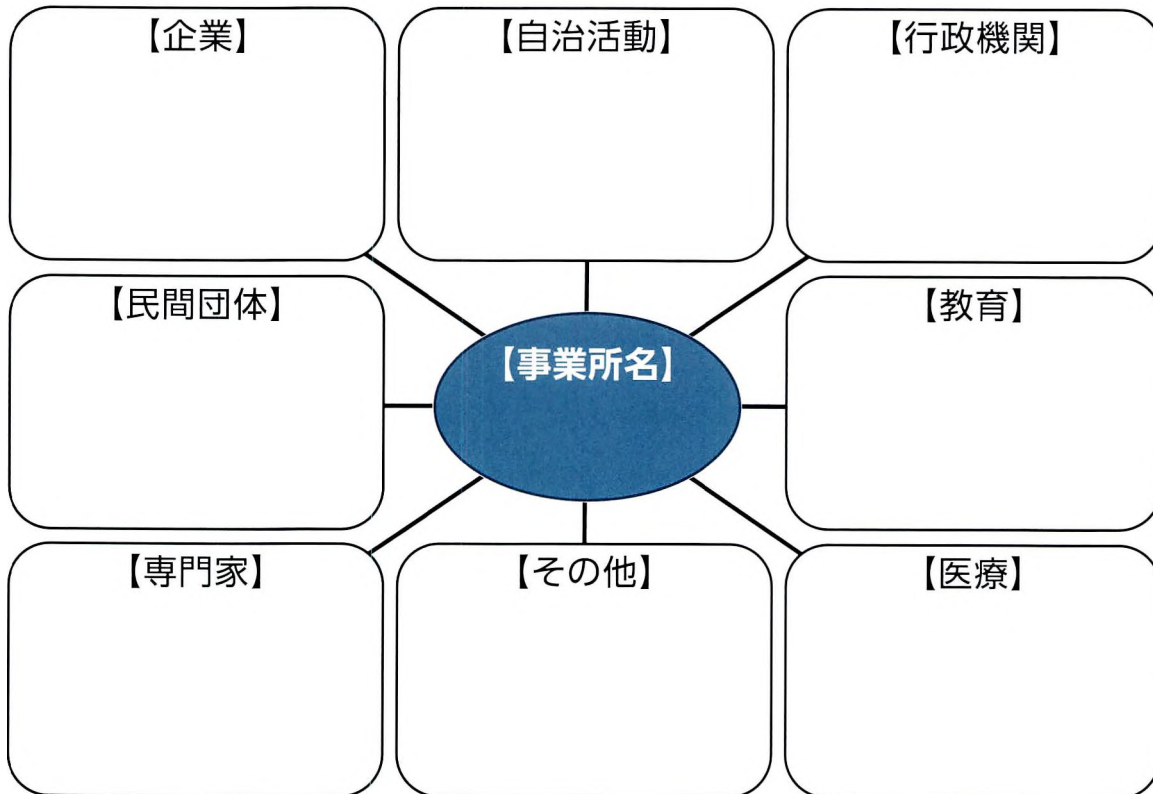 【企業】
【自治活動】
【行政機関】
【民間団体】
【事業所名】
【教育】
【専門家】
【その他】
【医療】